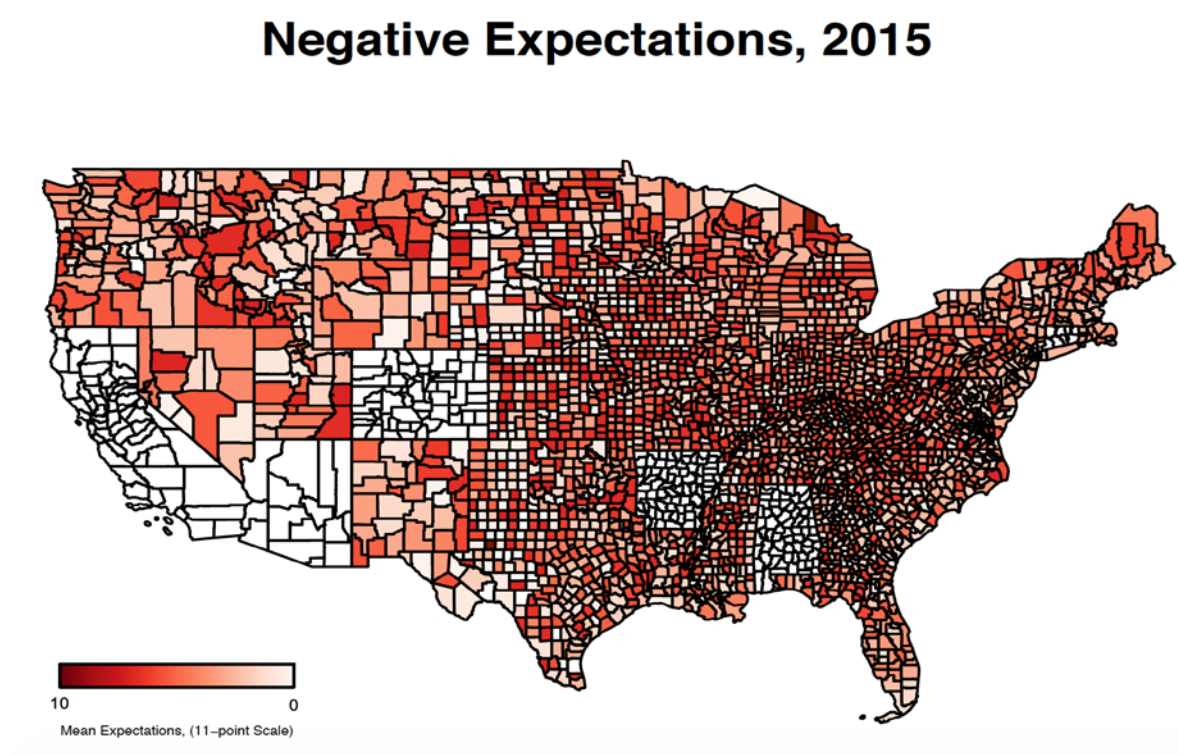 Negative Expectations, 2015
10 0
Mean Expectations, (11–point Scale)